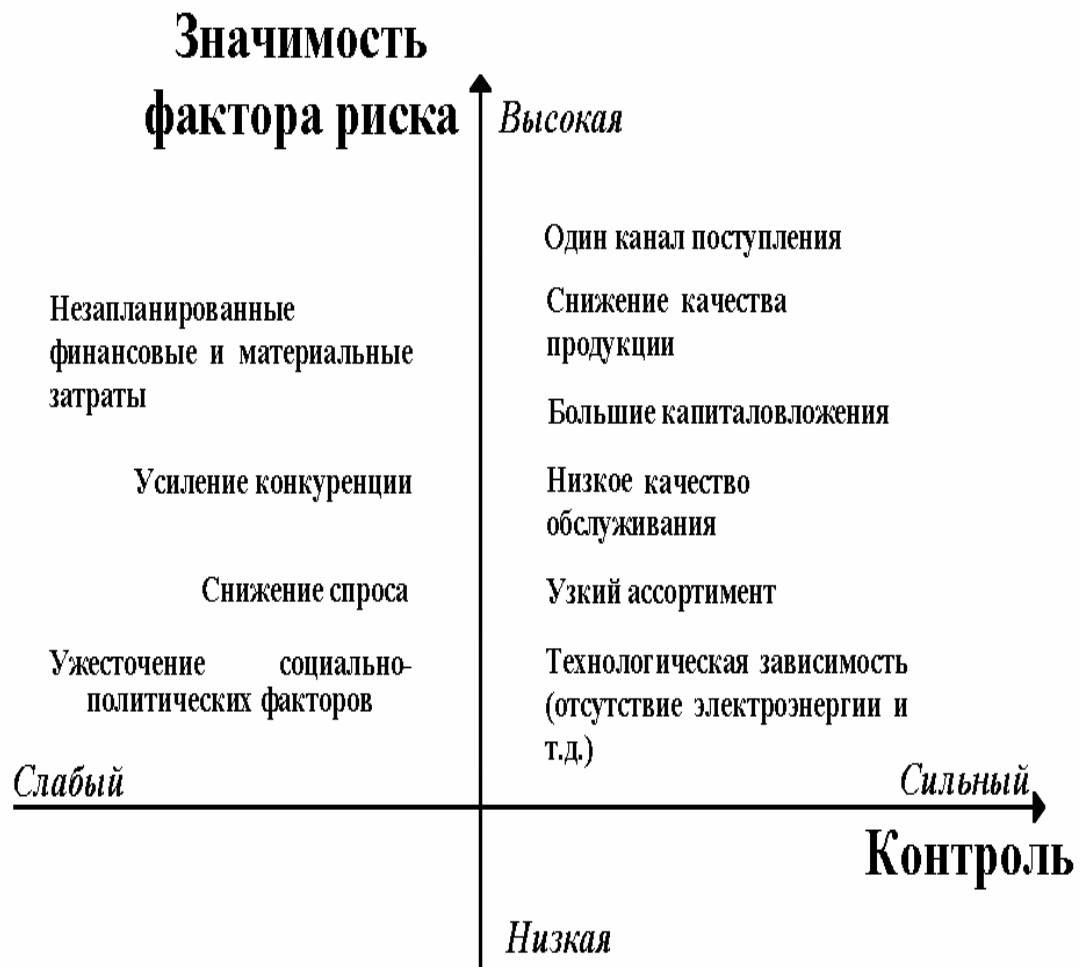 Значимость
фактора риска
Высокая
Один канал поступления
Незапланированные
финансовые и материальные
затраты
Снижение качества
продукции
Большие капиталовложения
Усиление конкуренции
Низкое качество
обслуживания
Снижение спроса
Узкий ассортимент
Ужесточение социально-
политических факторов
Технологическая зависимость
(отсутствие электроэнергии и
т.д.)
Слабый
Сильный
Контроль
Низкая